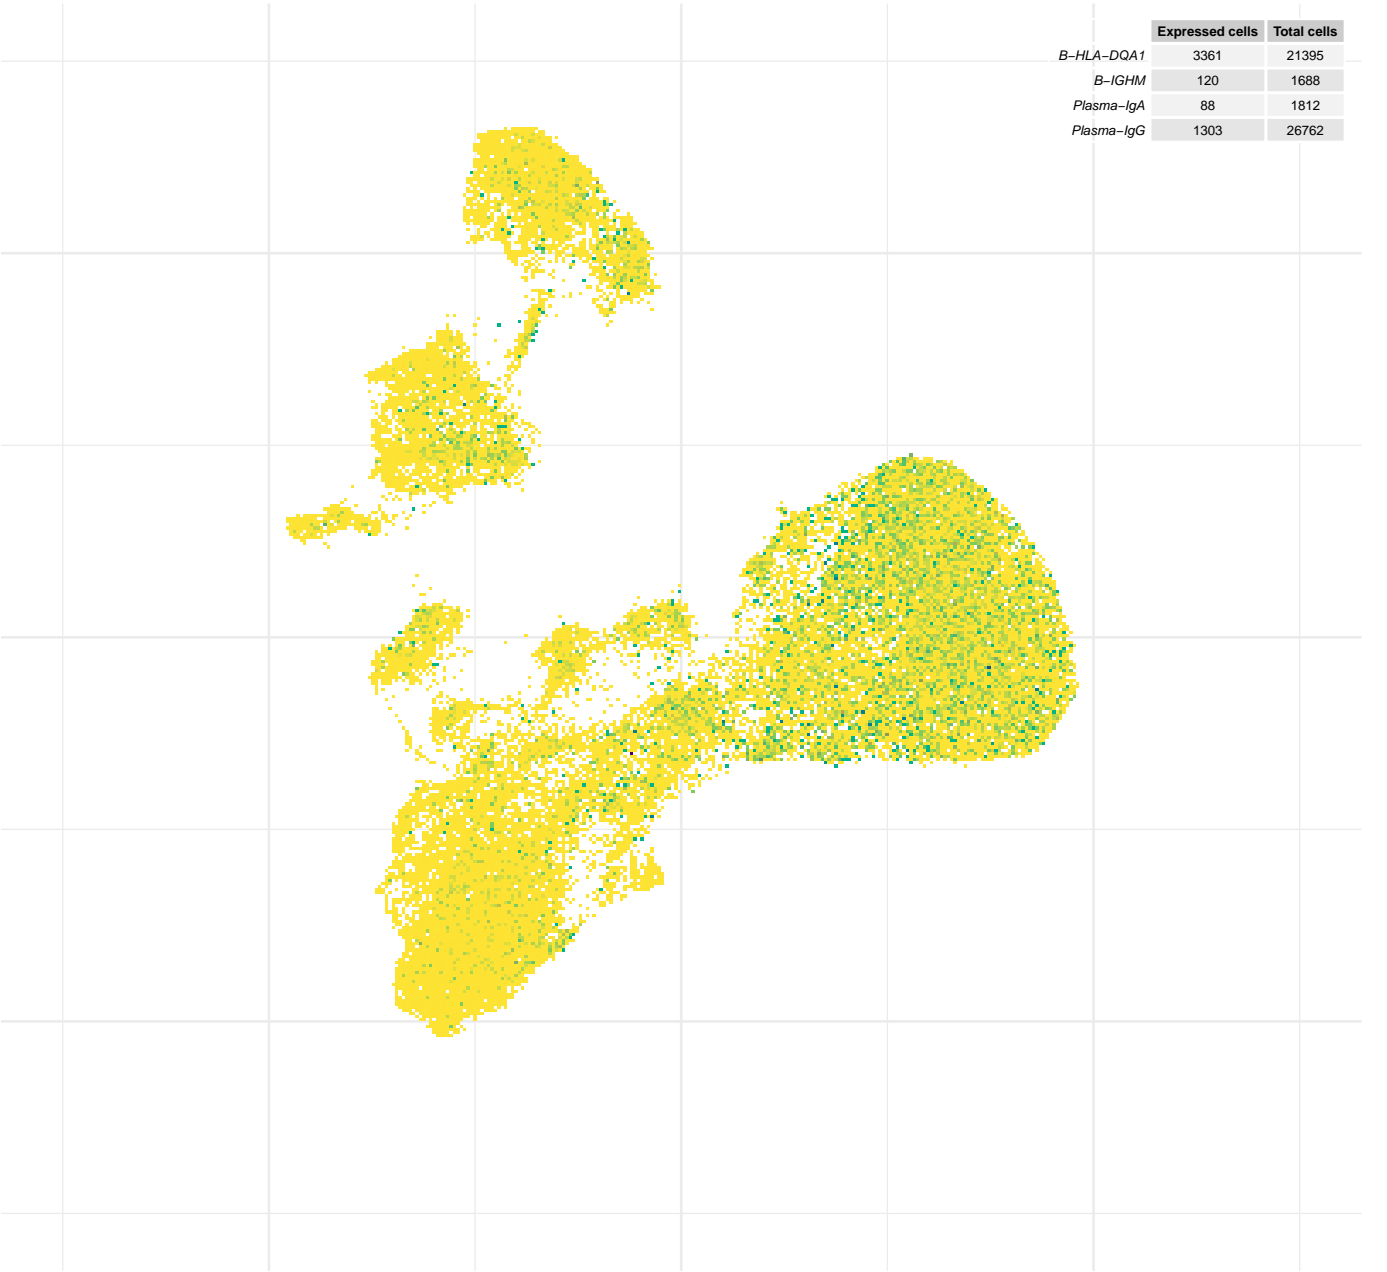 Expressed cells Total cells
B−HLA−DQA1 3361 21395
B−IGHM 120 1688
Plasma−IgA 88 1812
Plasma−IgG 1303 26762